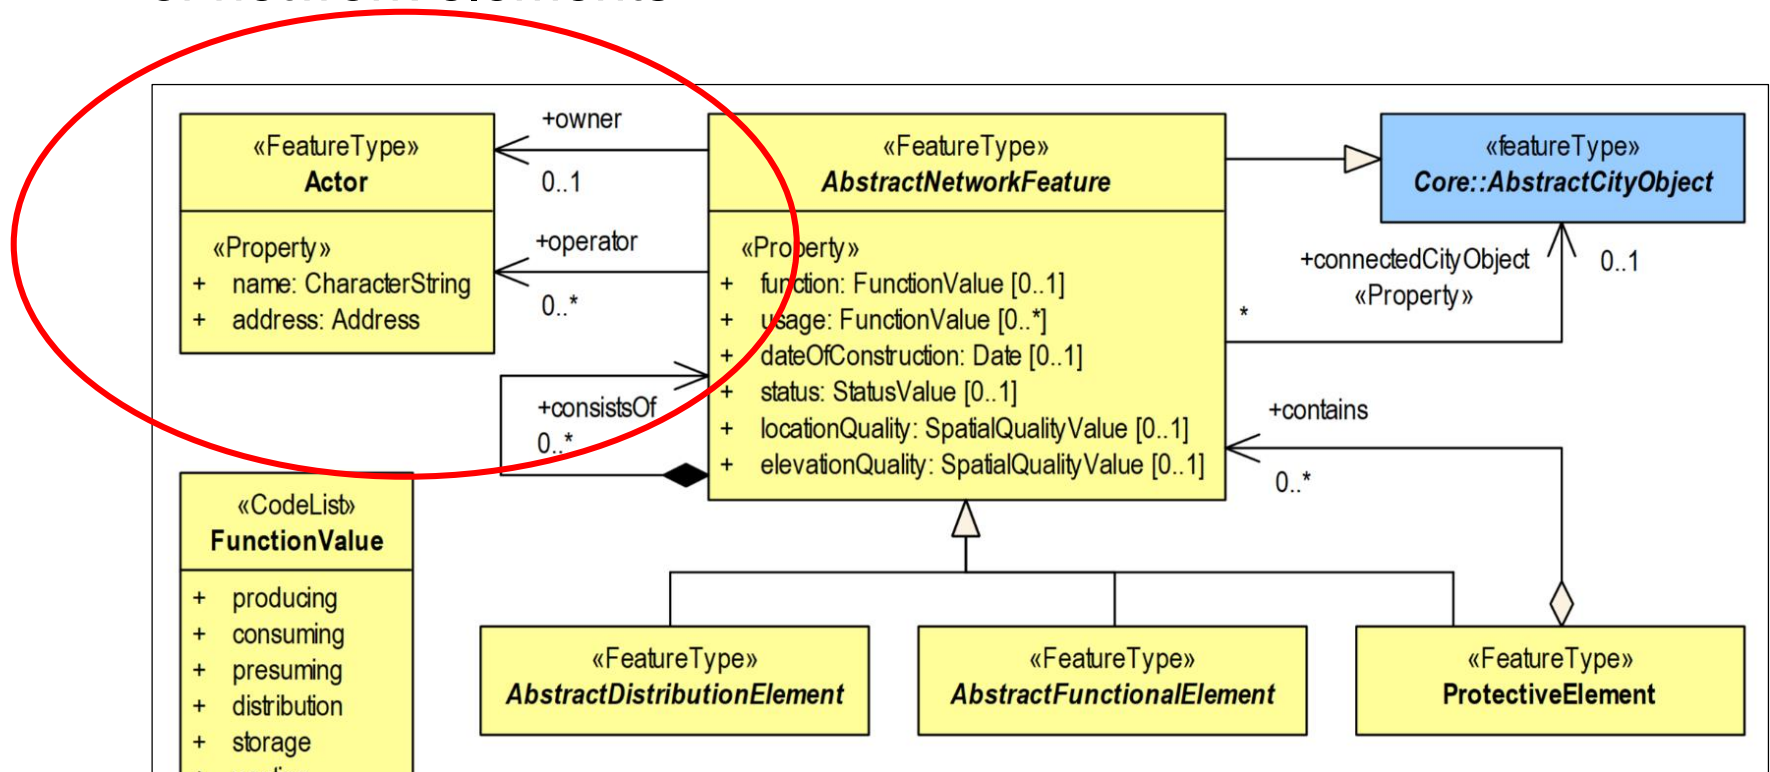 «FeatureType»
Actor
«Property»
+ name: CharacterString
+ address: Address
+owner
0..1
+operator
0..*
+consistsOf
0..*
«FeatureType»
AbstractNetworkFeature
«Property»
+ function: FunctionValue [0..1]
+ usage: FunctionValue [0..*]
+ dateOfConstruction: Date [0..1]
+ status: StatusValue [0..1]
+ locationQuality: SpatialQualityValue [0..1]
+ elevationQuality: SpatialQualityValue [0..1]
«featureType»
Core::AbstractCityObject
+connectedCityObject
«Property»
0..1
*
+contains
0..*
«CodeList»
FunctionValue
+ producing
+ consuming
+ presuming
+ distribution
+ storage
«FeatureType»
AbstractDistributionElement
«FeatureType»
AbstractFunctionalElement
«FeatureType»
ProtectiveElement